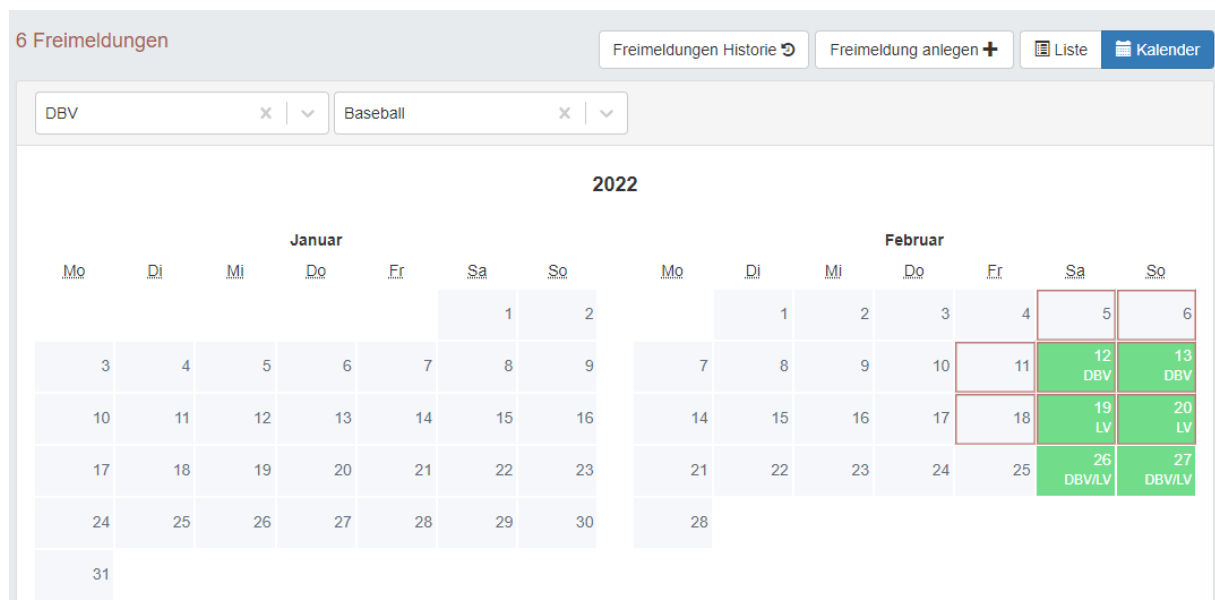 6 Freimeldungen
Freimeldungen Historie
Freimeldung anlegen
Liste
Kalender
DBV
Baseball
2022
Januar
Mo Di Mi Do Fr Sa So
1 2
3 4 5 6 7 8 9
10 11 12 13 14 15 16
17 18 19 20 21 22 23
24 25 26 27 28 29 30
31
Februar
Mo Di Mi Do Fr Sa So
1 2 3 4 5 6
7 8 9 10 11 12 13
DBV DBV
14 15 16 17 18 19 20
LV LV
21 22 23 24 25 26 27
DBV/LV DBV/LV
28